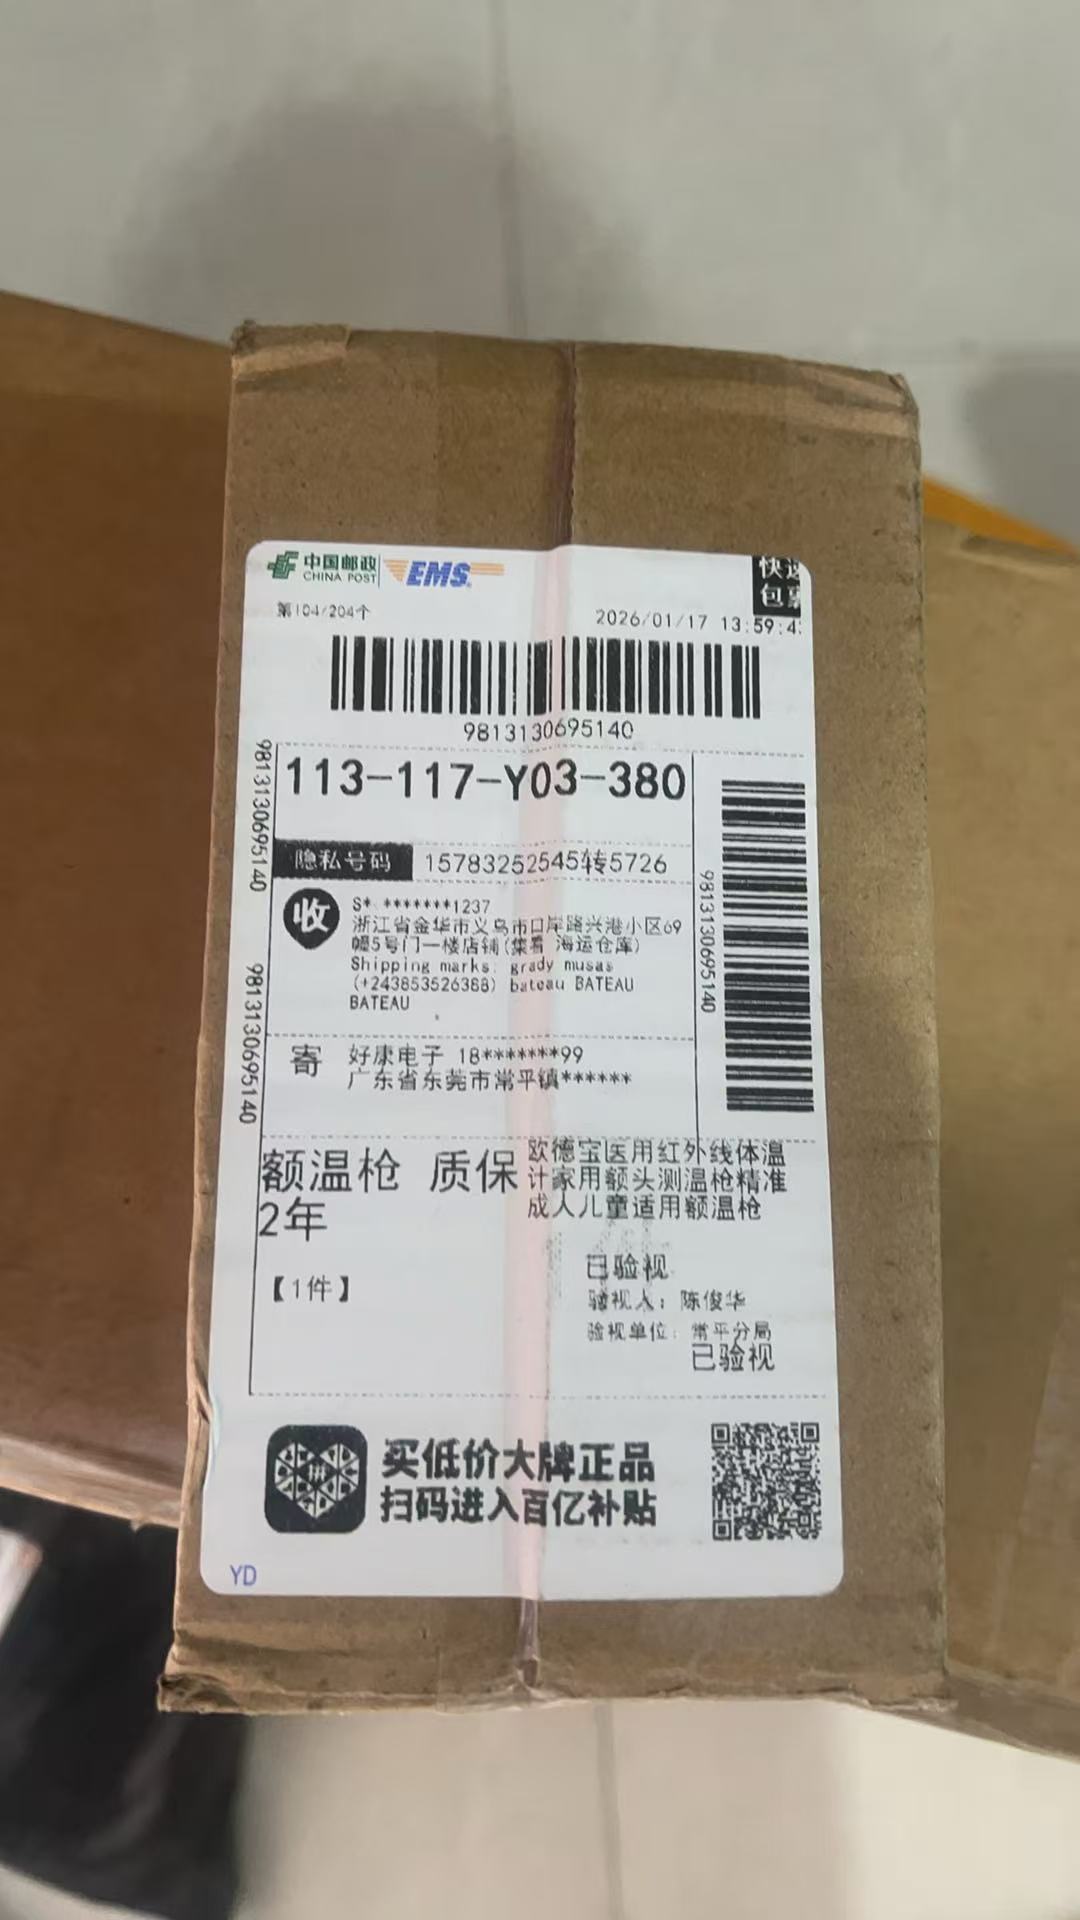 中国邮政
CHINA POST
EMS
快递
包裹
第104/204个
2026/01/17 13:59:4
9813130695140
113-117-Y03-380
隐私号码 15783252545转5726
收
S* *******1237
浙江省金华市义乌市口岸路兴港小区69
幢5号门一楼店铺(集看 海运仓库)
Shipping marks: grady musas
(+243853526388) bateau BATEAU
BATEAU
寄
好康电子 18*******99
广东省东莞市常平镇******
9813130695140
9813130695140
9813130695140
额温枪 质保
2年
【1件】
欧德宝医用红外线体温
计家用额头测温枪精准
成人儿童适用额温枪
已验视
验视人：陈俊华
验视单位：常平分局
已验视
买低价大牌正品
扫码进入百亿补贴
YD